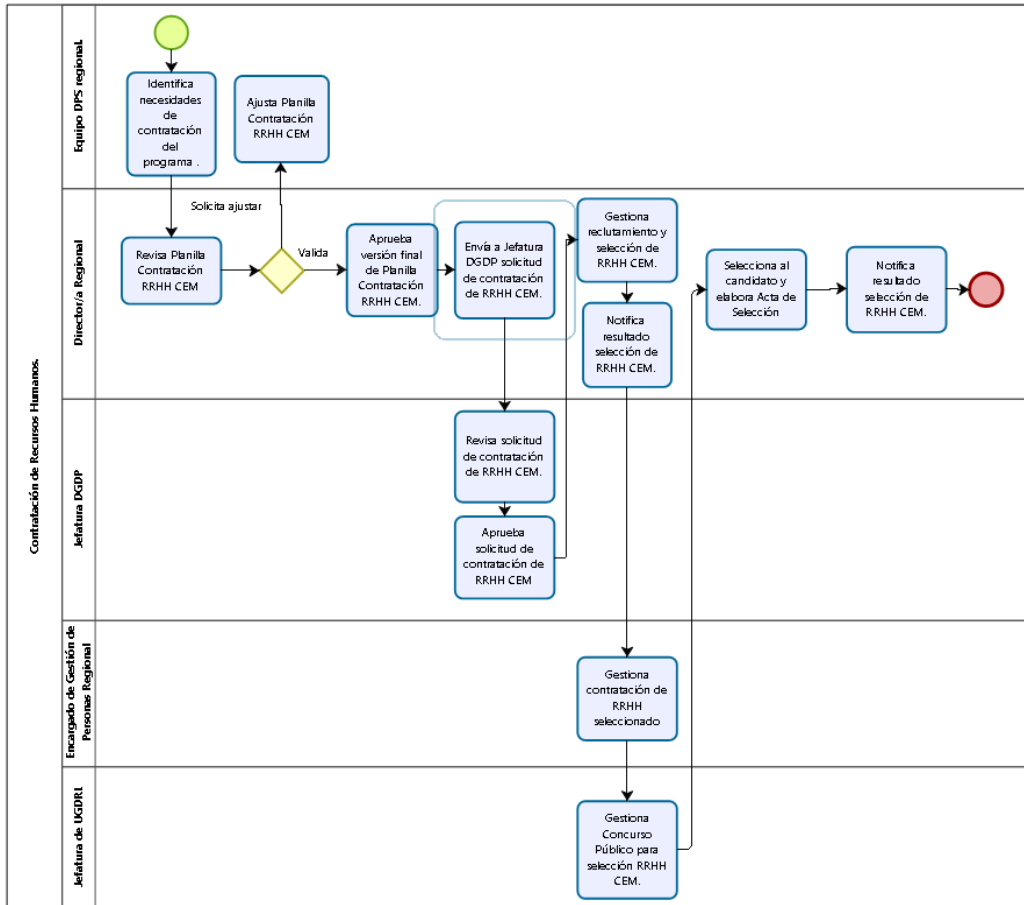 Contratación de Recursos Humanos.
Equipo DPS regional.
Identifica
necesidades
de
contratación
del
programa .
Ajusta Planilla
Contratación
RRHH CEM
Director/a Regional
Solicita ajustar
Revisa Planilla
Contratación
RRHH CEM
Valida
Aprueba
versión final
de Planilla
Contratación
RRHH CEM.
Envía a Jefatura
DGDP solicitud
de contratación
de RRHH CEM.
Gestiona
reclutamiento y
selección de
RRHH CEM.
Notifica
resultado
selección de
RRHH CEM.
Selecciona al
candidato y
elabora Acta de
Selección
Notifica
resultado
selección de
RRHH CEM.
Jefatura DGDP
Revisa solicitud
de contratación
de RRHH CEM.
Aprueba
solicitud de
contratación de
RRHH CEM
Encargado de Gestión de
Personas Regional
Gestiona
contratación de
RRHH
seleccionado
Jefatura de UGDRL
Gestiona
Concurso
Público para
selección RRHH
CEM.